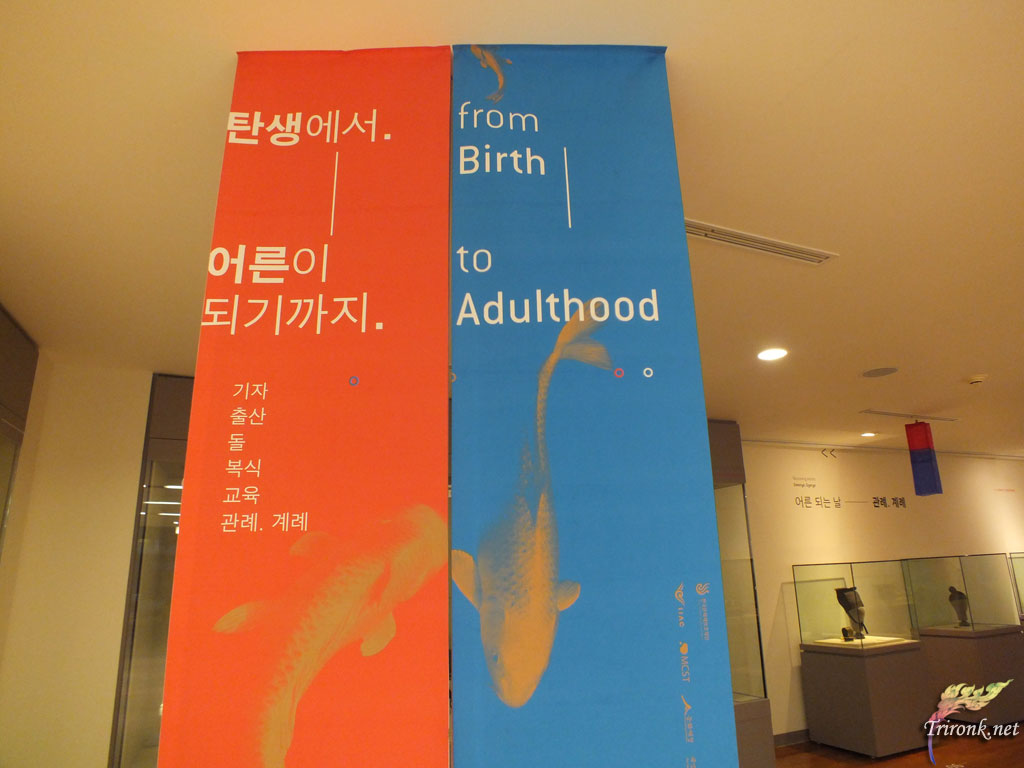 탄생에서.
어른이
되기까지.
기자
출산
돌
복식
교육
관례. 계례
from
Birth
to
Adulthood
MCST
어른 되는 날 관례. 계례
Trironk.net